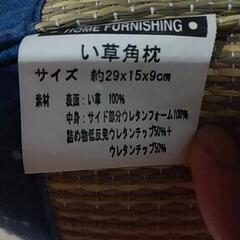 HOME FURNISHING
い草角枕
サイズ 約29×15×9cm
素材 表面：い草 100%
中身：サイド部分ウレタンフォーム100%
詰め物低反発ウレタンチップ50%+
ウレタンチップ50%